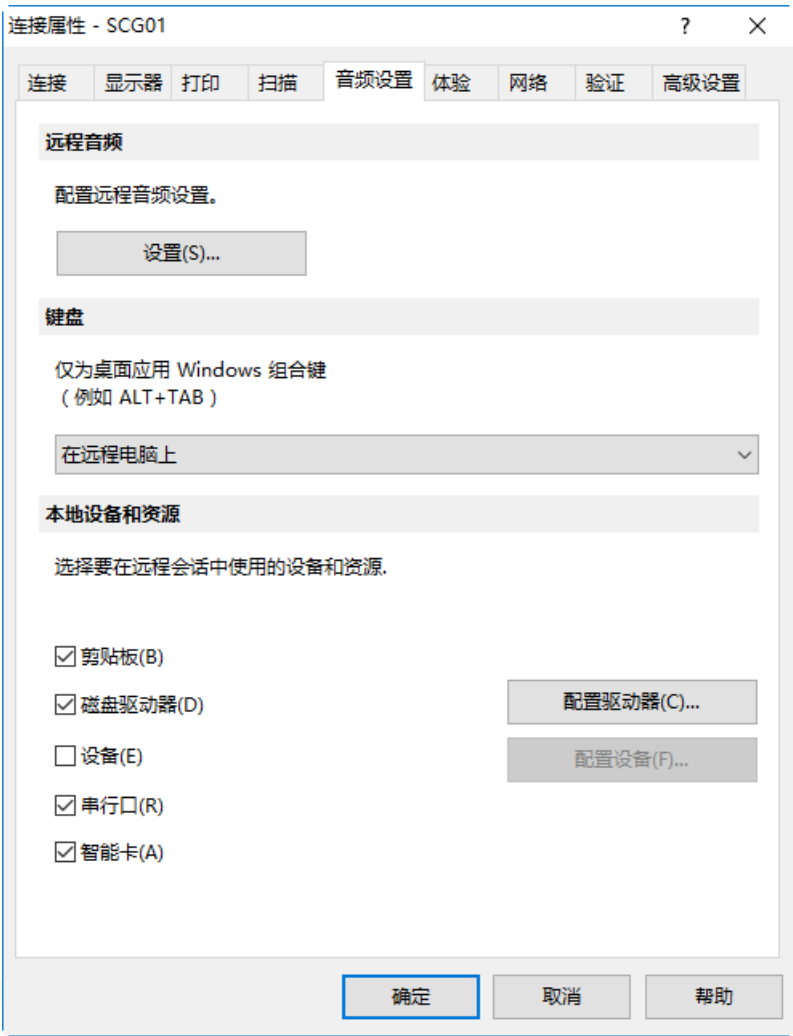 连接属性 - SCG01
连接 显示器 打印 扫描 音频设置 体验 网络 验证 高级设置
远程音频
配置远程音频设置。
设置(S)...
键盘
仅为桌面应用 Windows 组合键
（例如 ALT+TAB）
在远程电脑上
本地设备和资源
选择要在远程会话中使用的设备和资源.
剪贴板(B)
磁盘驱动器(D) 配置驱动器(C)...
设备(E) 配置设备(F)...
串行口(R)
智能卡(A)
确定 取消 帮助